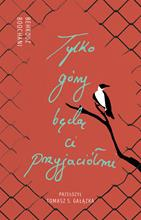 BEHROUZ
BOOCHANI
Tylko
góry
będą
ci
przyjaciółmi
PRZEŁOŻYŁ
TOMASZ S. GAŁĄZKA